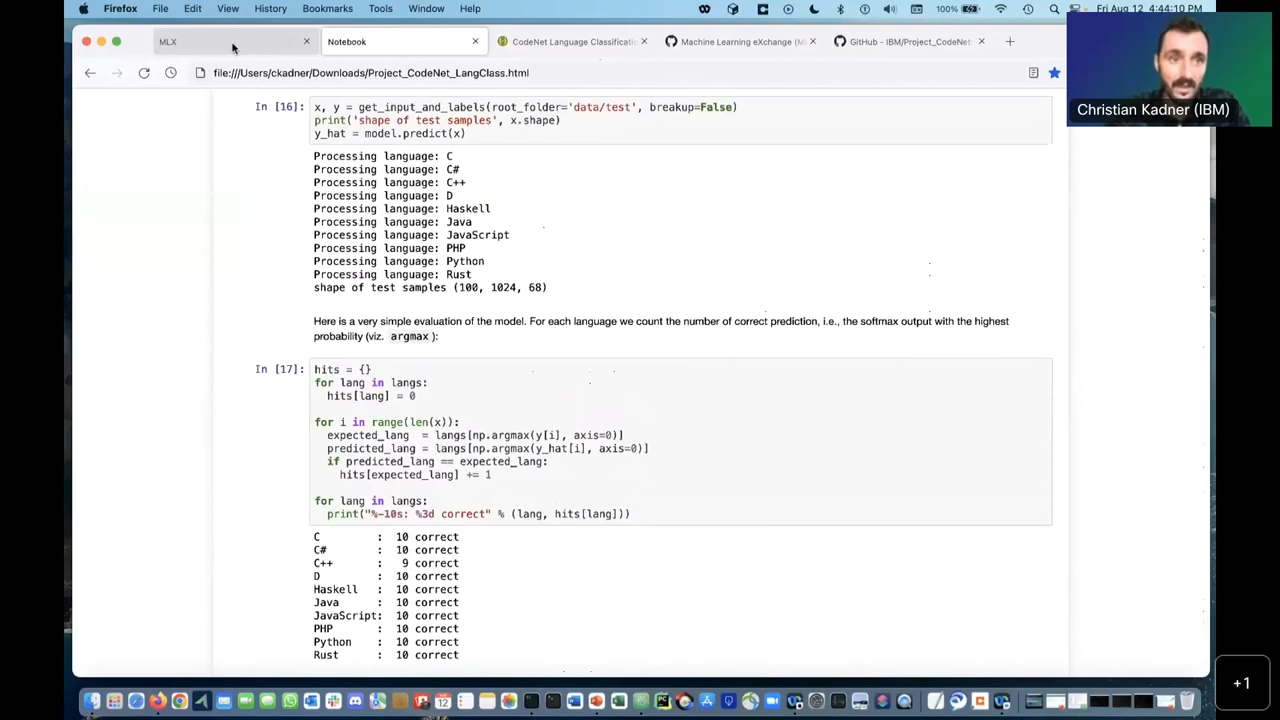 Firefox File Edit View History Bookmarks Tools Window Help 100% Fri Aug 12 4:44:10 PM
MLX Notebook CodeNet Language Classificati Machine Learning eXchange (M GitHub - IBM/Project_CodeNet:
file:///Users/ckadner/Downloads/Project_CodeNet_LangClass.html
Christian Kadner (IBM)
In [16]: x, y = get_input_and_labels(root_folder='data/test', breakup=False)
print('shape of test samples', x.shape)
y_hat = model.predict(x)
Processing language: C
Processing language: C#
Processing language: C++
Processing language: D
Processing language: Haskell
Processing language: Java
Processing language: JavaScript
Processing language: PHP
Processing language: Python
Processing language: Rust
shape of test samples (100, 1024, 68)
Here is a very simple evaluation of the model. For each language we count the number of correct prediction, i.e., the softmax output with the highest
probability (viz. argmax):
In [17]: hits = {}
for lang in langs:
hits[lang] = 0
for i in range(len(x)):
expected_lang = langs[np.argmax(y[i], axis=0)]
predicted_lang = langs[np.argmax(y_hat[i], axis=0)]
if predicted_lang == expected_lang:
hits[expected_lang] += 1
for lang in langs:
print("%-10s: %3d correct" % (lang, hits[lang]))
C : 10 correct
C# : 10 correct
C++ : 9 correct
D : 10 correct
Haskell : 10 correct
Java : 10 correct
JavaScript: 10 correct
PHP : 10 correct
Python : 10 correct
Rust : 10 correct
12
+1